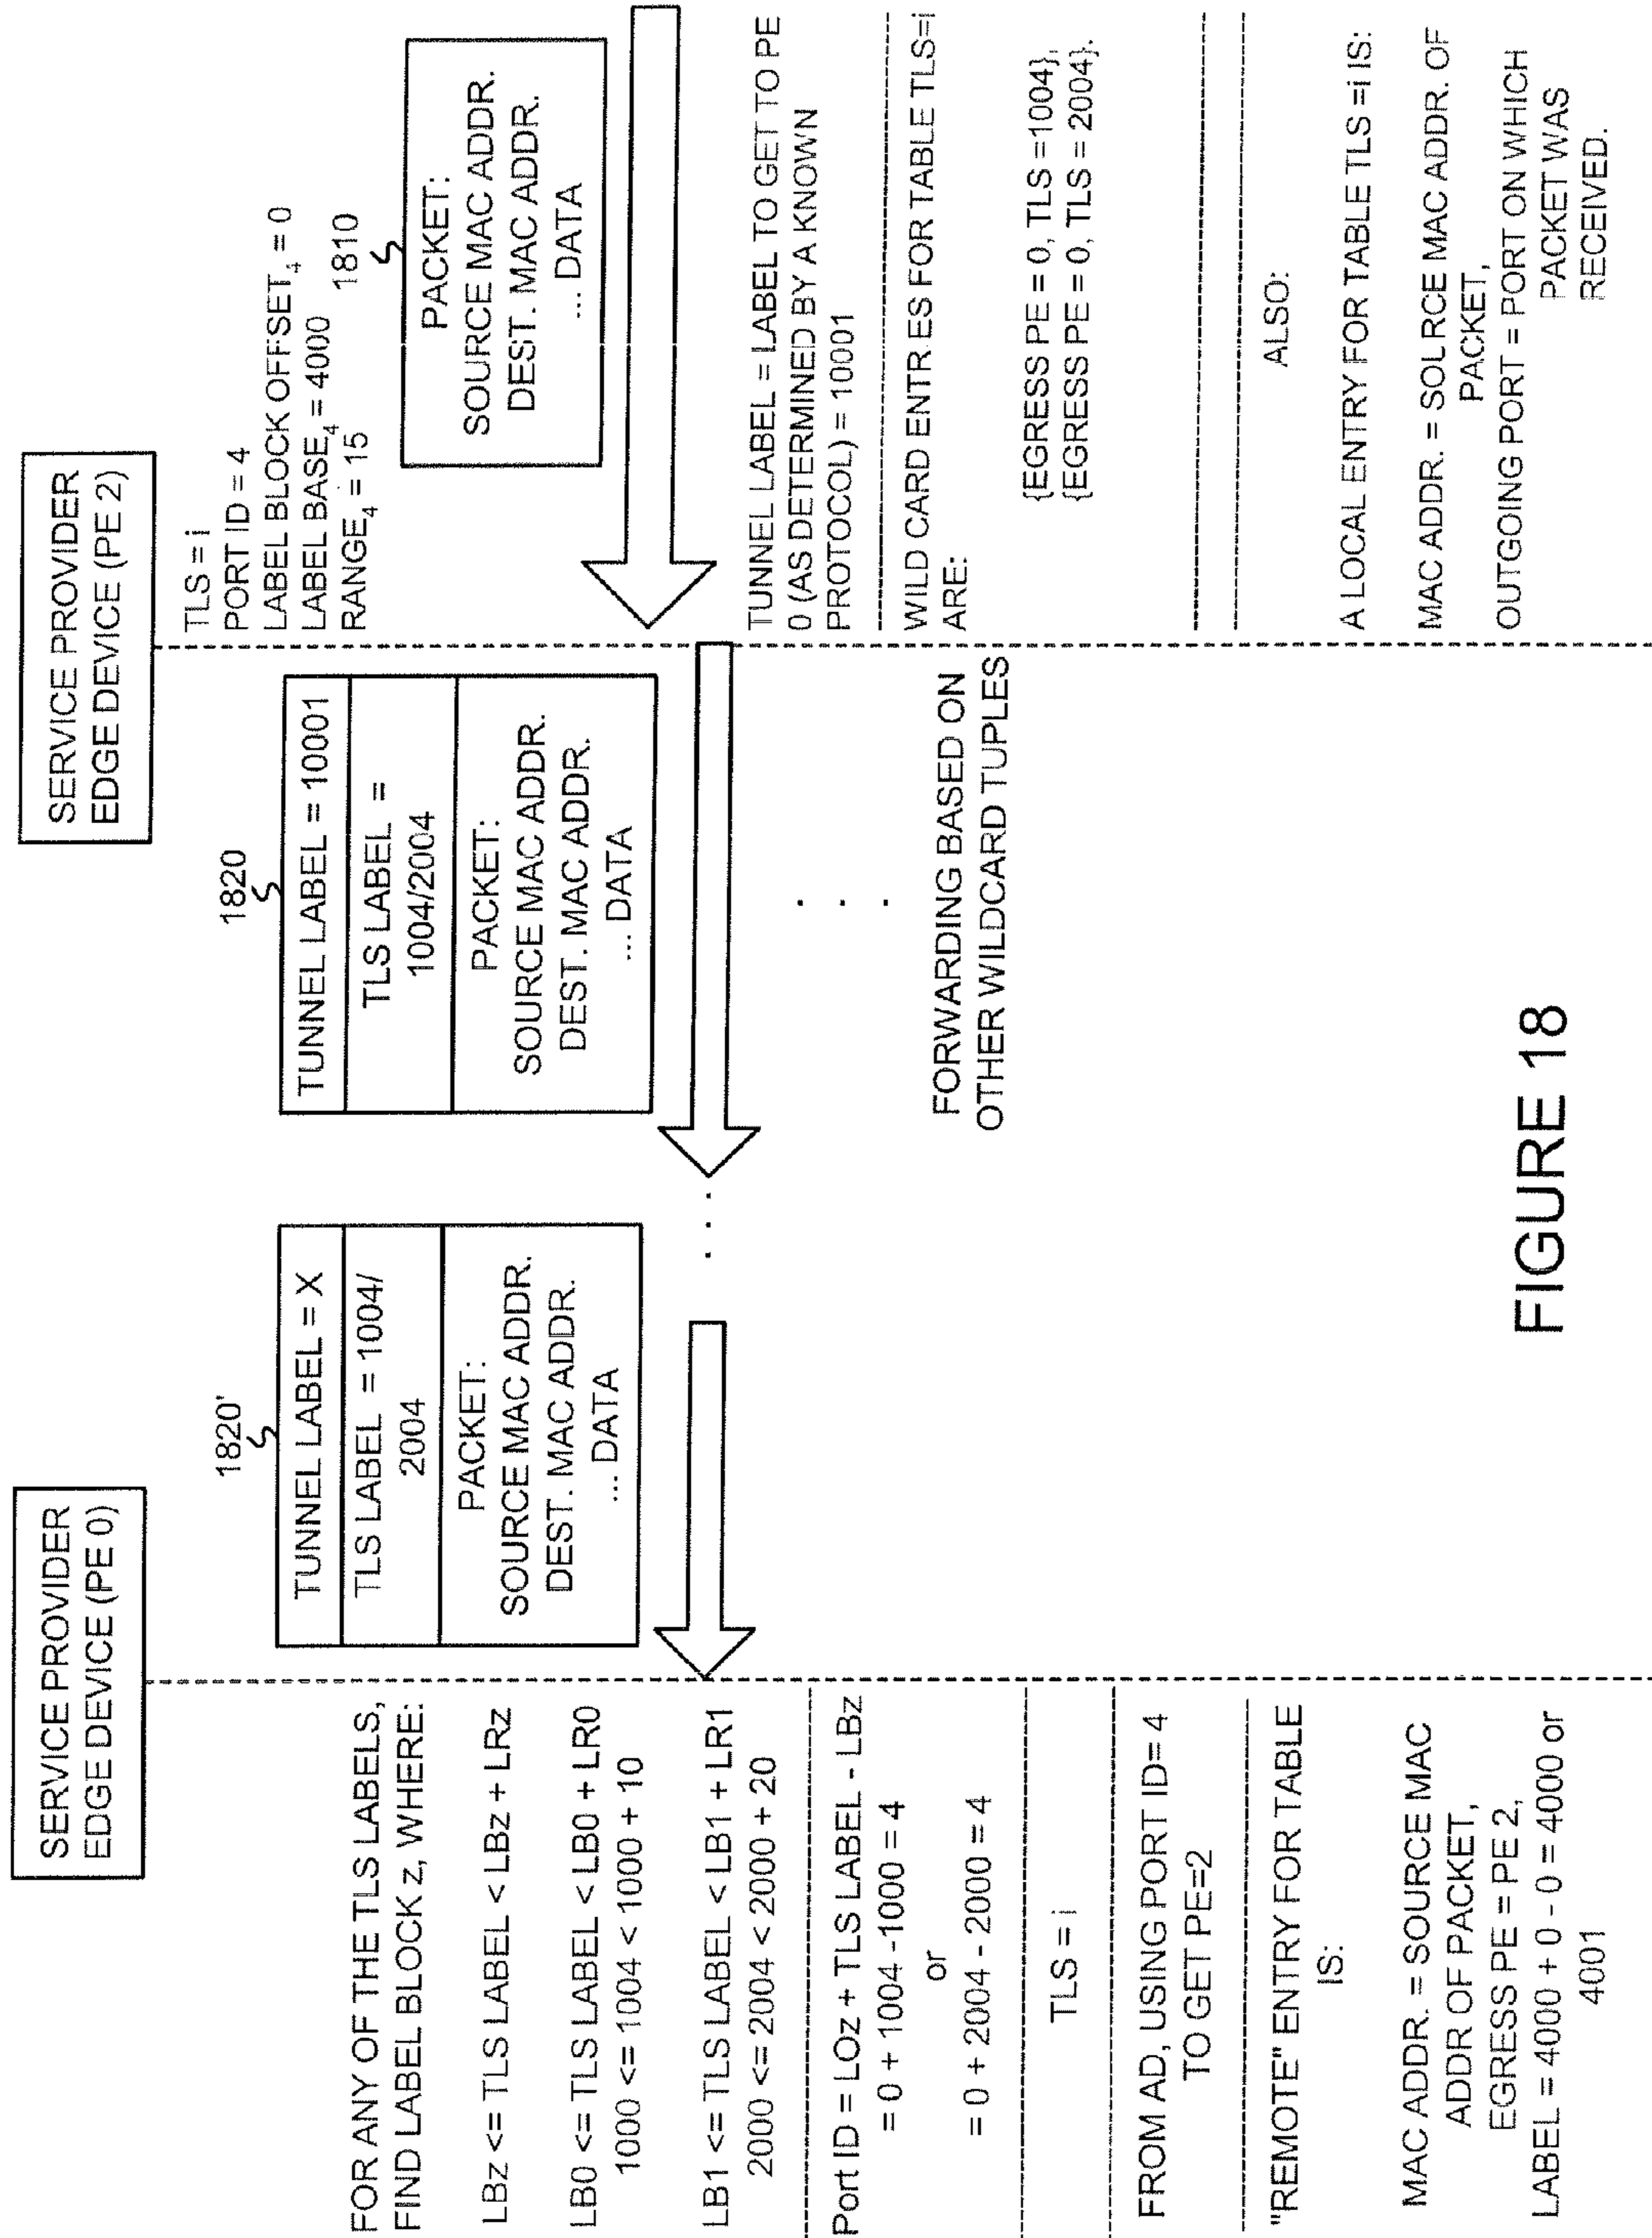 SERVICE PROVIDER
EDGE DEVICE (PE 0)
FOR ANY OF THE TLS LABELS,
FIND LABEL BLOCK z, WHERE:
LBz <= TLS LABEL < LBz + LRz
LB0 <= TLS LABEL < LB0 + LR0
1000 <= 1004 < 1000 + 10
LB1 <= TLS LABEL < LB1 + LR1
2000 <= 2004 < 2000 + 20
Port ID = LOz + TLS LABEL - LBz
= 0 + 1004 -1000 = 4
or
= 0 + 2004 - 2000 = 4
TLS = i
FROM AD, USING PORT ID= 4
TO GET PE=2
"REMOTE" ENTRY FOR TABLE
IS:
MAC ADDR. = SOURCE MAC
ADDR OF PACKET,
EGRESS PE = PE 2,
LABEL = 4000 + 0 - 0 = 4000 or
4001
1820'
TUNNEL LABEL = X
TLS LABEL = 1004/
2004
PACKET:
SOURCE MAC ADDR.
DEST. MAC ADDR.
... DATA
. . .
1820
TUNNEL LABEL = 10001
TLS LABEL =
1004/2004
PACKET:
SOURCE MAC ADDR.
DEST. MAC ADDR.
... DATA
. . .
FORWARDING BASED ON
OTHER WILDCARD TUPLES
SERVICE PROVIDER
EDGE DEVICE (PE 2)
TLS = i
PORT ID = 4
LABEL BLOCK OFFSET₄ = 0
LABEL BASE₄ = 4000
RANGE₄ = 15
1810
PACKET:
SOURCE MAC ADDR.
DEST. MAC ADDR.
... DATA
TUNNEL LABEL = LABEL TO GET TO PE
0 (AS DETERMINED BY A KNOWN
PROTOCOL) = 10001
WILD CARD ENTRIES FOR TABLE TLS=i
ARE:
{EGRESS PE = 0, TLS =1004},
{EGRESS PE = 0, TLS = 2004}.
ALSO:
A LOCAL ENTRY FOR TABLE TLS =i IS:
MAC ADDR. = SOURCE MAC ADDR. OF
PACKET,
OUTGOING PORT = PORT ON WHICH
PACKET WAS
RECEIVED.
FIGURE 18